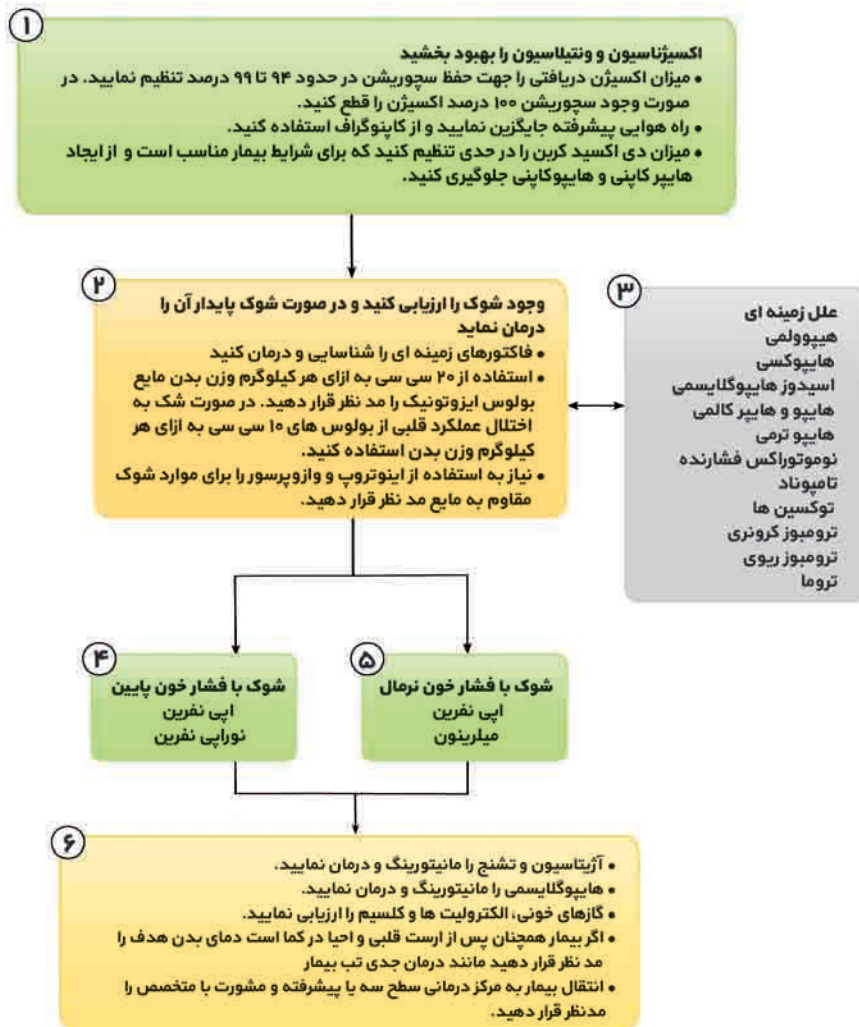 ۱
اکسیژناسیون و ونتیلاسیون را بهبود بخشید
• میزان اکسیژن دریافتی را جهت حفظ سچوریشن در حدود ۹۴ تا ۹۹ درصد تنظیم نمایید. در
صورت وجود سچوریشن ۱۰۰ درصد اکسیژن را قطع کنید.
• راه هوایی پیشرفته جایگزین نمایید و از کاپنوگراف استفاده کنید.
• میزان دی اکسید کربن را در حدی تنظیم کنید که برای شرایط بیمار مناسب است و از ایجاد
هایپر کاپنی و هایپوکاپنی جلوگیری کنید.
۲
وجود شوک را ارزیابی کنید و در صورت شوک پایدار آن را
درمان نماید
• فاکتورهای زمینه ای را شناسایی و درمان کنید
• استفاده از ۲۰ سی سی به ازای هر کیلوگرم وزن بدن مایع
بولوس ایزوتونیک را مد نظر قرار دهید. در صورت شک به
اختلال عملکرد قلبی از بولوس های ۱۰ سی سی به ازای هر
کیلوگرم وزن بدن استفاده کنید.
• نیاز به استفاده از اینوتروپ و وازوپرسور را برای موارد شوک
مقاوم به مایع مد نظر قرار دهید.
۳
علل زمینه ای
هیپوولمی
هایپوکسی
اسیدوز هایپوگلایسمی
هایپو و هایپر کالمی
هایپو ترمی
نوموتوراکس فشارنده
تامپوناد
توکسین ها
ترومبوز کرونری
ترومبوز ریوی
تروما
۵
شوک با فشار خون نرمال
اپی نفرین
میلرینون
۴
شوک با فشار خون پایین
اپی نفرین
نوراپی نفرین
۶
• آژیتاسیون و تشنج را مانیتورینگ و درمان نمایید.
• هایپوگلایسمی را مانیتورینگ و درمان نمایید.
• گازهای خونی، الکترولیت ها و کلسیم را ارزیابی نمایید.
• اگر بیمار همچنان پس از ارست قلبی و احیا در کما است دمای بدن هدف را
مد نظر قرار دهید مانند درمان جدی تب بیمار
• انتقال بیمار به مرکز درمانی سطح سه یا پیشرفته و مشورت با متخصص را
مدنظر قرار دهید.